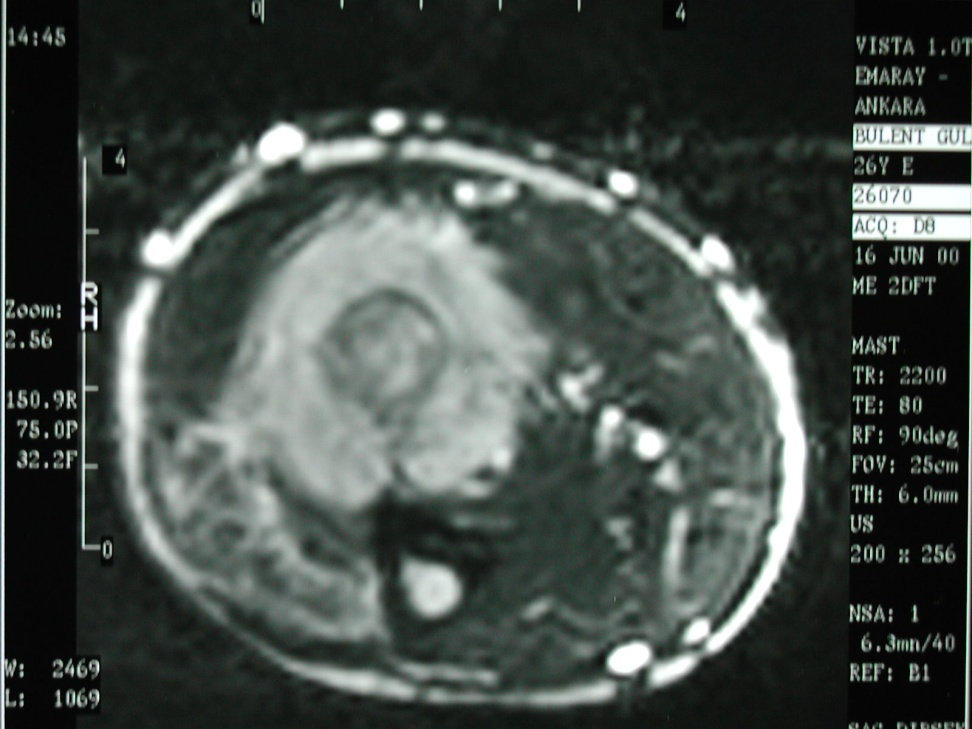 14:45
0
4
4
R
H
0
Zoom:
2.56
150.9R
75.0P
32.2F
W: 2469
L: 1069
VISTA 1.0T
EMARAY -
ANKARA
BULENT GUL
26Y E
26070
ACQ: D8
16 JUN 00
ME 2DFT
MAST
TR: 2200
TE: 80
RF: 90deg
FOV: 25cm
TH: 6.0mm
US
200 x 256
NSA: 1
6.3mn/40
REF: B1